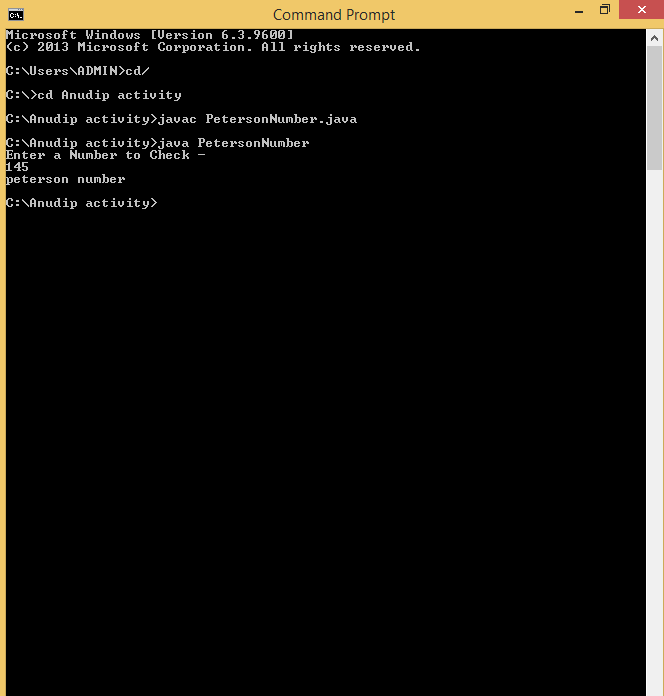 Command Prompt
Microsoft Windows [Version 6.3.9600]
(c) 2013 Microsoft Corporation. All rights reserved.
C:\Users\ADMIN>cd/
C:\>cd Anudip activity
C:\Anudip activity>javac PetersonNumber.java
C:\Anudip activity>java PetersonNumber
Enter a Number to Check -
145
peterson number
C:\Anudip activity>